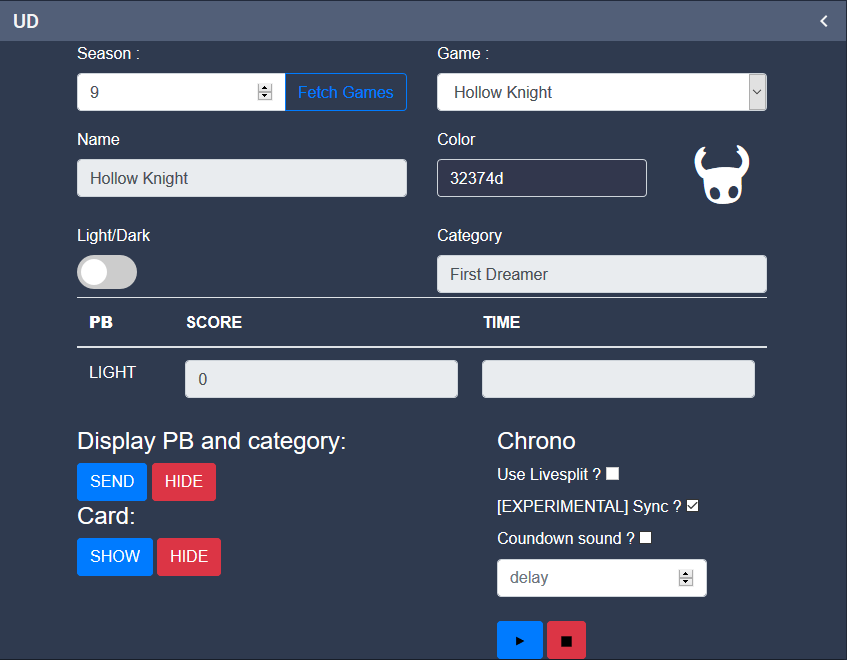 UD
Season :
Game :
9
Fetch Games
Hollow Knight
Name
Color
Hollow Knight
32374d
Light/Dark
Category
First Dreamer
PB
SCORE
TIME
LIGHT
0
Display PB and category:
SEND
HIDE
Card:
SHOW
HIDE
Chrono
Use Livesplit ?
[EXPERIMENTAL] Sync ?
Coundown sound ?
delay